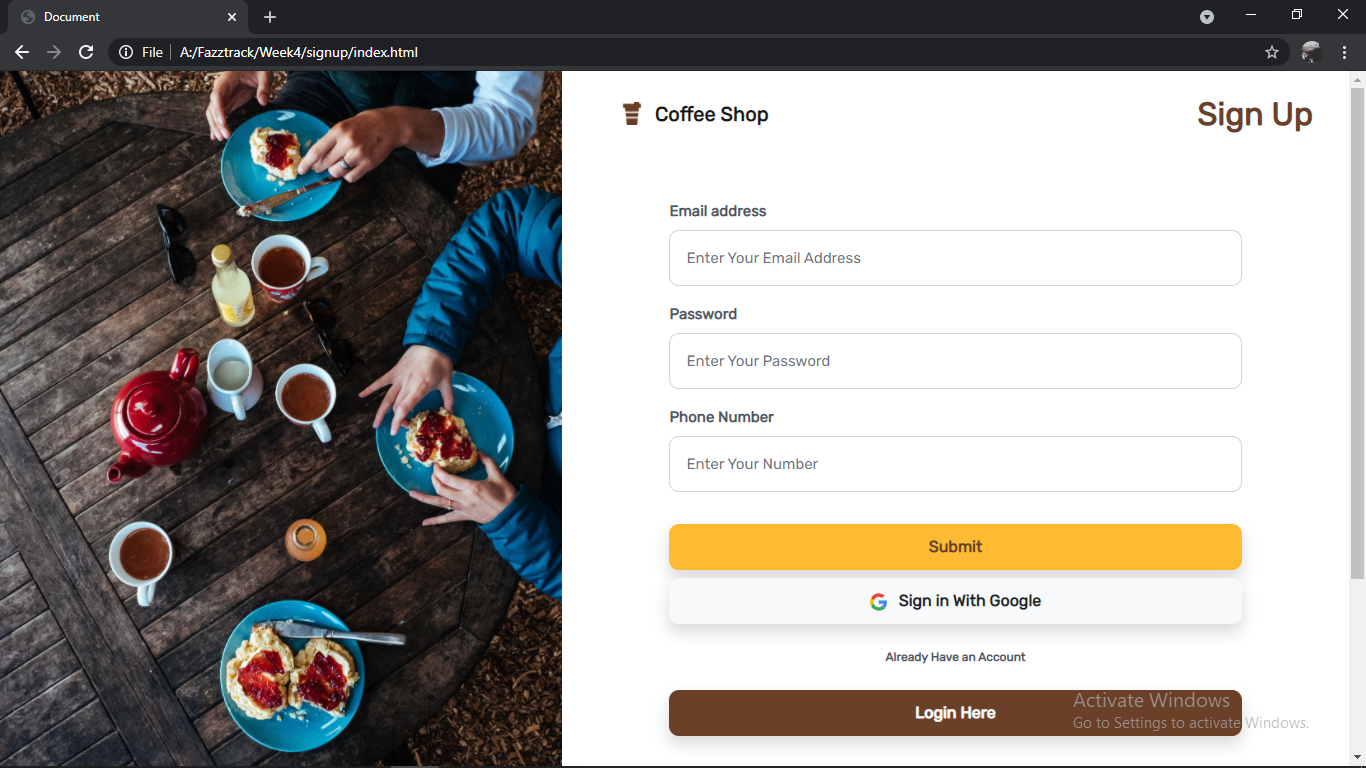 Document
File
A:/Fazztrack/Week4/signup/index.html
Coffee Shop
Sign Up
Email address
Enter Your Email Address
Password
Enter Your Password
Phone Number
Enter Your Number
Submit
Sign in With Google
Already Have an Account
Login Here
Activate Windows
Go to Settings to activate Windows.